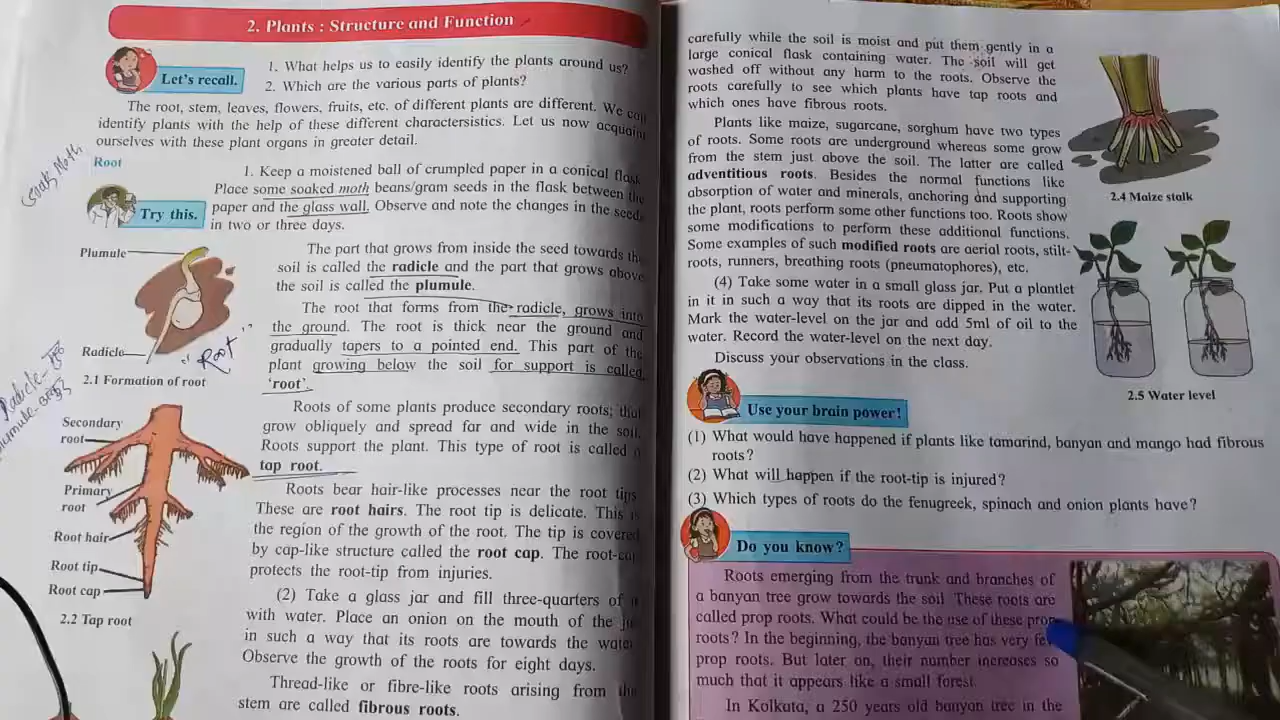 2. Plants : Structure and Function
Let's recall.
1. What helps us to easily identify the plants around us?
2. Which are the various parts of plants?
The root, stem, leaves, flowers, fruits, etc. of different plants are different. We can
identify plants with the help of these different charactersistics. Let us now acquaint
ourselves with these plant organs in greater detail.
Root
Try this.
1. Keep a moistened ball of crumpled paper in a conical flask.
Place some soaked moth beans/gram seeds in the flask between the
paper and the glass wall. Observe and note the changes in the seeds
in two or three days.
Plumule
Radicle
" Root "
2.1 Formation of root
The part that grows from inside the seed towards the
soil is called the radicle and the part that grows above
the soil is called the plumule.
The root that forms from the radicle, grows into
the ground. The root is thick near the ground and
gradually tapers to a pointed end. This part of the
plant growing below the soil for support is called
'root'.
Secondary
root
Primary
root
Root hair
Root tip
Root cap
2.2 Tap root
Roots of some plants produce secondary roots; that
grow obliquely and spread far and wide in the soil.
Roots support the plant. This type of root is called a
tap root.
Roots bear hair-like processes near the root tips.
These are root hairs. The root tip is delicate. This is
the region of the growth of the root. The tip is covered
by cap-like structure called the root cap. The root-cap
protects the root-tip from injuries.
(2) Take a glass jar and fill three-quarters of it
with water. Place an onion on the mouth of the jar
in such a way that its roots are towards the water.
Observe the growth of the roots for eight days.
Thread-like or fibre-like roots arising from the
stem are called fibrous roots.
carefully while the soil is moist and put them gently in a
large conical flask containing water. The soil will get
washed off without any harm to the roots. Observe the
roots carefully to see which plants have tap roots and
which ones have fibrous roots.
Plants like maize, sugarcane, sorghum have two types
of roots. Some roots are underground whereas some grow
from the stem just above the soil. The latter are called
adventitious roots. Besides the normal functions like
absorption of water and minerals, anchoring and supporting
the plant, roots perform some other functions too. Roots show
some modifications to perform these additional functions.
Some examples of such modified roots are aerial roots, stilt-
roots, runners, breathing roots (pneumatophores), etc.
2.4 Maize stalk
(4) Take some water in a small glass jar. Put a plantlet
in it in such a way that its roots are dipped in the water.
Mark the water-level on the jar and add 5ml of oil to the
water. Record the water-level on the next day.
Discuss your observations in the class.
2.5 Water level
Use your brain power!
(1) What would have happened if plants like tamarind, banyan and mango had fibrous
roots?
(2) What will happen if the root-tip is injured?
(3) Which types of roots do the fenugreek, spinach and onion plants have?
Do you know?
Roots emerging from the trunk and branches of
a banyan tree grow towards the soil. These roots are
called prop roots. What could be the use of these prop
roots? In the beginning, the banyan tree has very few
prop roots. But later on, their number increases so
much that it appears like a small forest.
In Kolkata, a 250 years old banyan tree in the